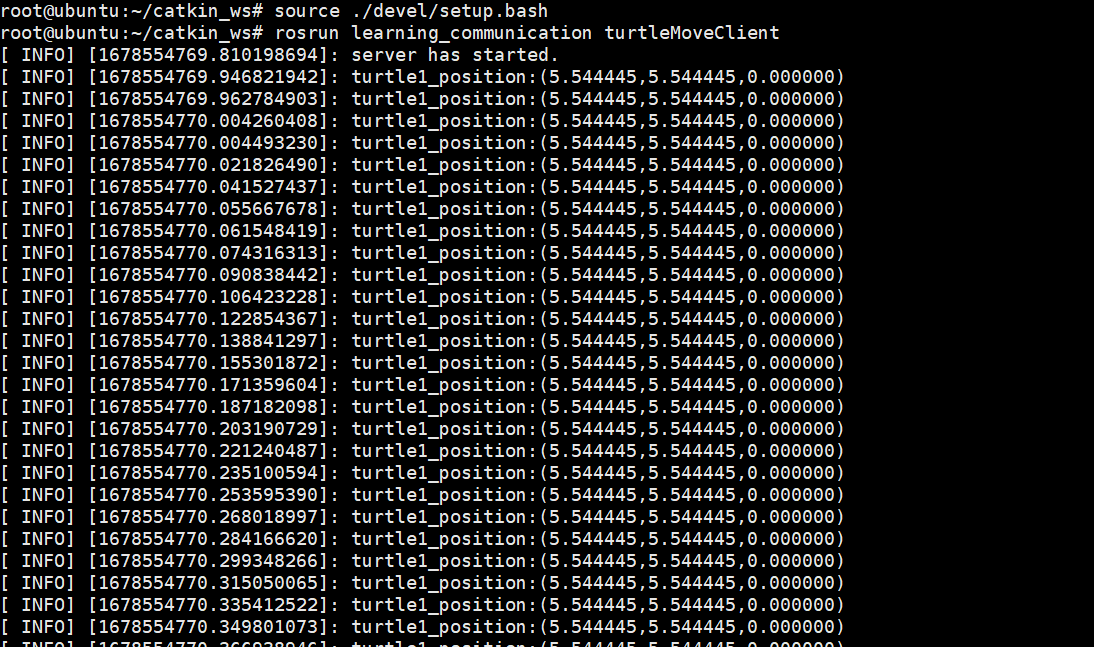 root@ubuntu:~/catkin_ws# source ./devel/setup.bash
root@ubuntu:~/catkin_ws# rosrun learning_communication turtleMoveClient
[ INFO] [1678554769.810198694]: server has started.
[ INFO] [1678554769.946821942]: turtle1_position:(5.544445,5.544445,0.000000)
[ INFO] [1678554769.962784903]: turtle1_position:(5.544445,5.544445,0.000000)
[ INFO] [1678554770.004260408]: turtle1_position:(5.544445,5.544445,0.000000)
[ INFO] [1678554770.004493230]: turtle1_position:(5.544445,5.544445,0.000000)
[ INFO] [1678554770.021826490]: turtle1_position:(5.544445,5.544445,0.000000)
[ INFO] [1678554770.041527437]: turtle1_position:(5.544445,5.544445,0.000000)
[ INFO] [1678554770.055667678]: turtle1_position:(5.544445,5.544445,0.000000)
[ INFO] [1678554770.061548419]: turtle1_position:(5.544445,5.544445,0.000000)
[ INFO] [1678554770.074316313]: turtle1_position:(5.544445,5.544445,0.000000)
[ INFO] [1678554770.090838442]: turtle1_position:(5.544445,5.544445,0.000000)
[ INFO] [1678554770.106423228]: turtle1_position:(5.544445,5.544445,0.000000)
[ INFO] [1678554770.122854367]: turtle1_position:(5.544445,5.544445,0.000000)
[ INFO] [1678554770.138841297]: turtle1_position:(5.544445,5.544445,0.000000)
[ INFO] [1678554770.155301872]: turtle1_position:(5.544445,5.544445,0.000000)
[ INFO] [1678554770.171359604]: turtle1_position:(5.544445,5.544445,0.000000)
[ INFO] [1678554770.187182098]: turtle1_position:(5.544445,5.544445,0.000000)
[ INFO] [1678554770.203190729]: turtle1_position:(5.544445,5.544445,0.000000)
[ INFO] [1678554770.221240487]: turtle1_position:(5.544445,5.544445,0.000000)
[ INFO] [1678554770.235100594]: turtle1_position:(5.544445,5.544445,0.000000)
[ INFO] [1678554770.253595390]: turtle1_position:(5.544445,5.544445,0.000000)
[ INFO] [1678554770.268018997]: turtle1_position:(5.544445,5.544445,0.000000)
[ INFO] [1678554770.284166620]: turtle1_position:(5.544445,5.544445,0.000000)
[ INFO] [1678554770.299348266]: turtle1_position:(5.544445,5.544445,0.000000)
[ INFO] [1678554770.315050065]: turtle1_position:(5.544445,5.544445,0.000000)
[ INFO] [1678554770.335412522]: turtle1_position:(5.544445,5.544445,0.000000)
[ INFO] [1678554770.349801073]: turtle1_position:(5.544445,5.544445,0.000000)